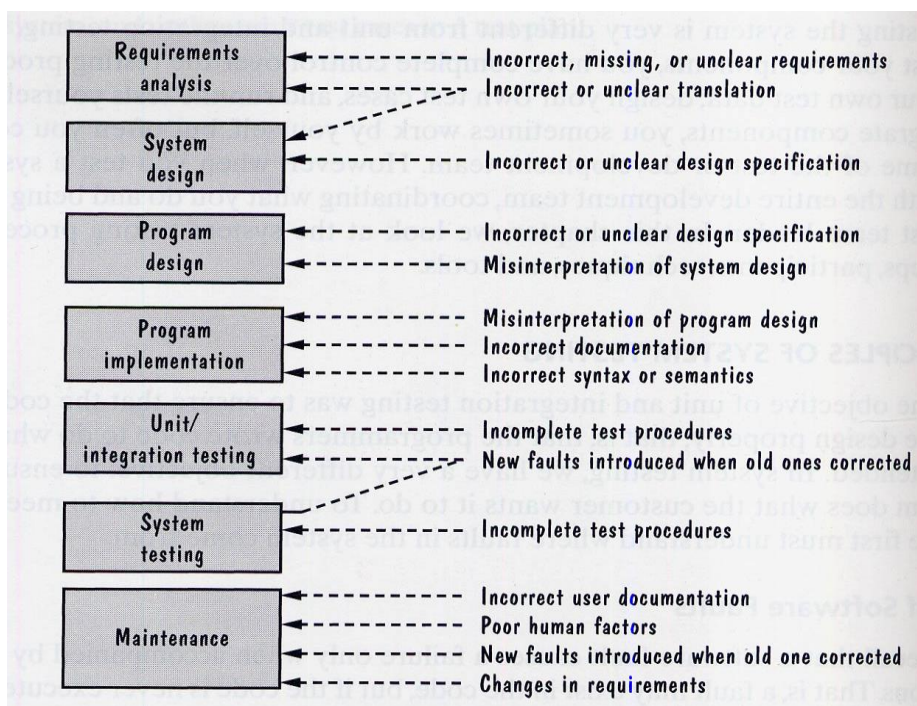 Requirements
analysis
Incorrect, missing, or unclear requirements
Incorrect or unclear translation
System
design
Incorrect or unclear design specification
Program
design
Incorrect or unclear design specification
Misinterpretation of system design
Program
implementation
Misinterpretation of program design
Incorrect documentation
Incorrect syntax or semantics
Unit/
integration testing
Incomplete test procedures
New faults introduced when old ones corrected
System
testing
Incomplete test procedures
Maintenance
Incorrect user documentation
Poor human factors
New faults introduced when old one corrected
Changes in requirements